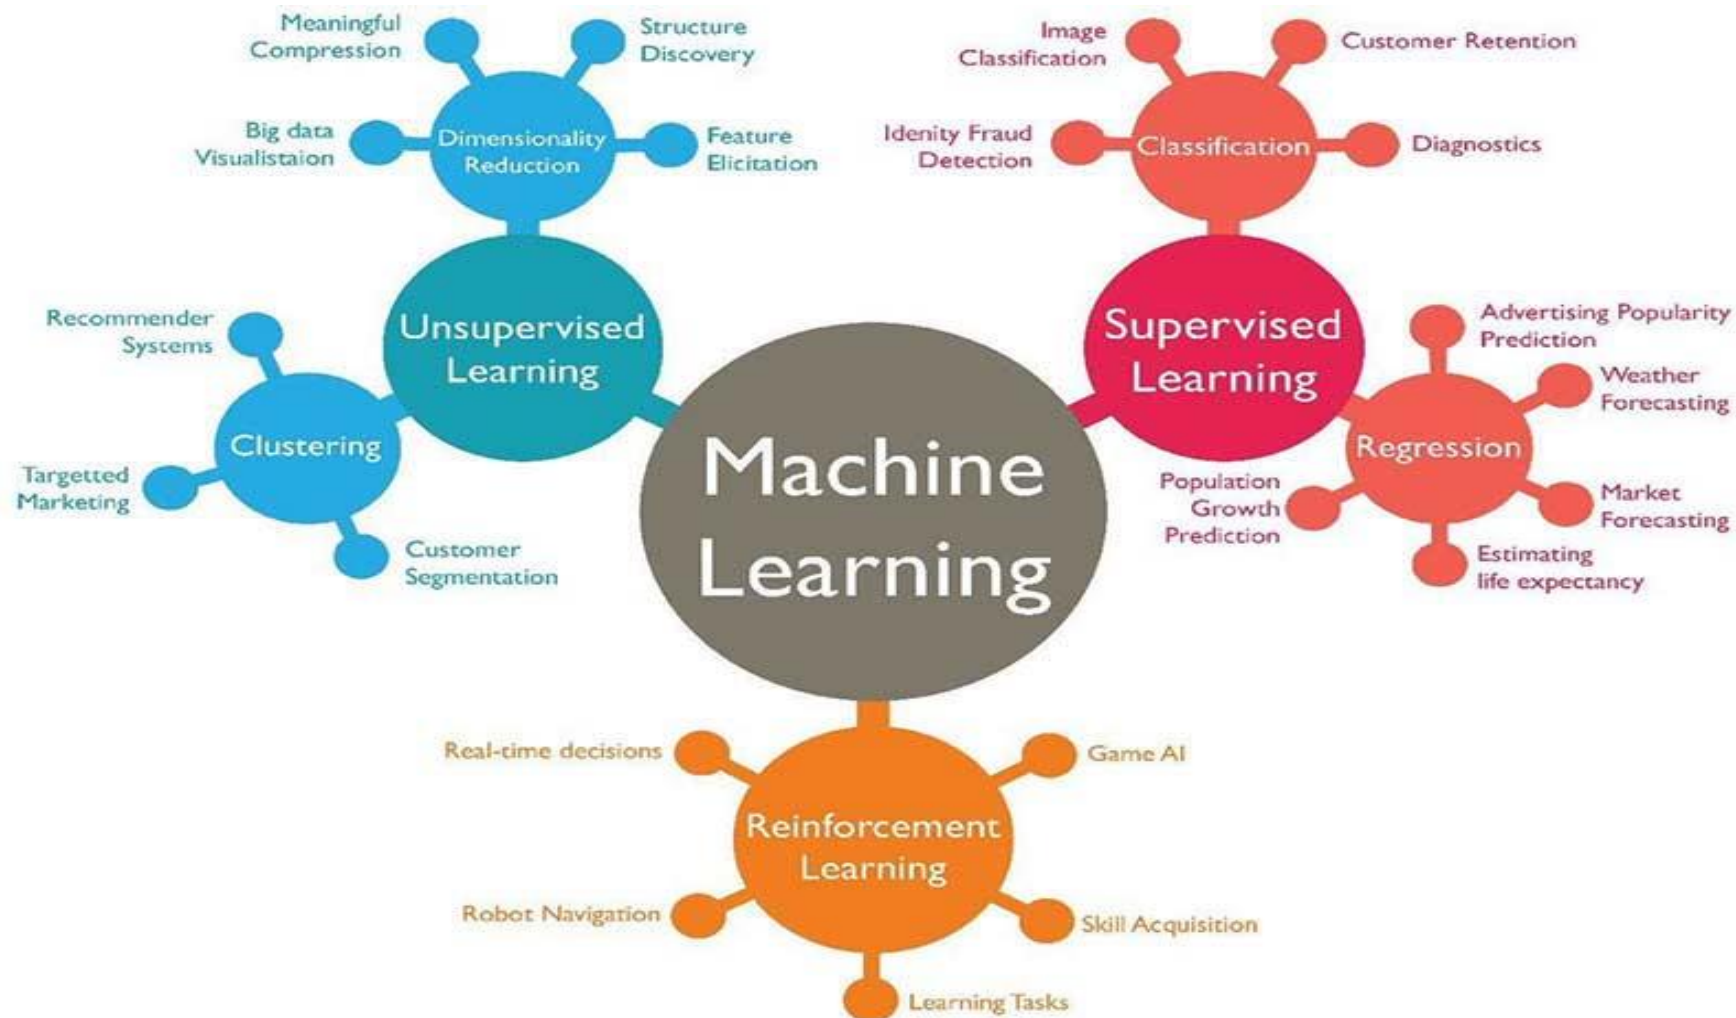 Meaningful
Compression
Structure
Discovery
Big data
Visualistaion
Dimensionality
Reduction
Feature
Elicitation
Image
Classification
Customer Retention
Idenity Fraud
Detection
Classification
Diagnostics
Recommender
Systems
Unsupervised
Learning
Clustering
Targetted
Marketing
Customer
Segmentation
Machine
Learning
Supervised
Learning
Advertising Popularity
Prediction
Weather
Forecasting
Regression
Population
Growth
Prediction
Market
Forecasting
Estimating
life expectancy
Real-time decisions
Game AI
Reinforcement
Learning
Robot Navigation
Skill Acquisition
Learning Tasks